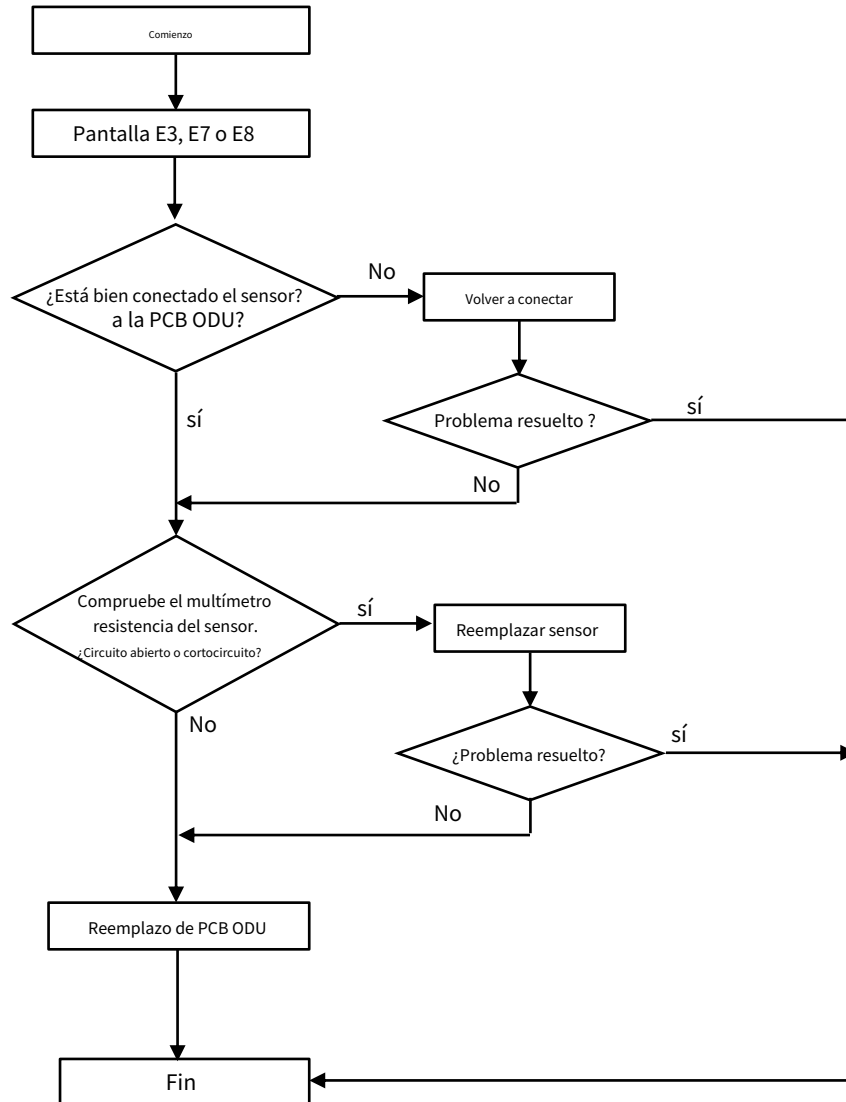 Comienzo
Pantalla E3, E7 o E8
¿Está bien conectado el sensor?
a la PCB ODU?
No
Volver a conectar
sí
Problema resuelto ?
sí
No
Compruebe el multímetro
resistencia del sensor.
¿Circuito abierto o cortocircuito?
sí
Reemplazar sensor
No
¿Problema resuelto?
sí
No
Reemplazo de PCB ODU
Fin